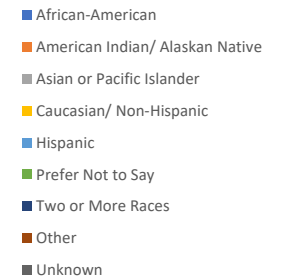 African-American
American Indian/ Alaskan Native
Asian or Pacific Islander
Caucasian/ Non-Hispanic
Hispanic
Prefer Not to Say
Two or More Races
Other
Unknown